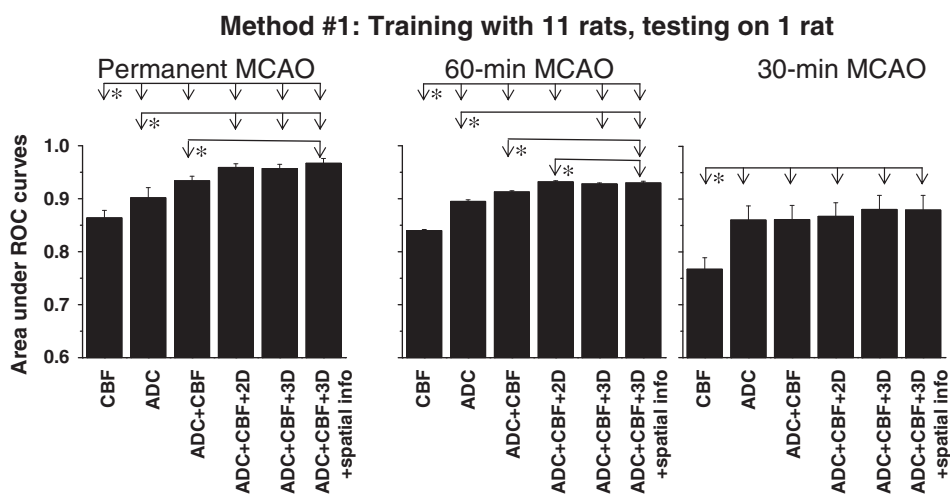 Method #1: Training with 11 rats, testing on 1 rat
Permanent MCAO
60-min MCAO
30-min MCAO
*
*
*
*
*
*
*
*
Area under ROC curves
1.0
0.9
0.8
0.7
0.6
CBF
ADC
ADC+CBF
ADC+CBF+2D
ADC+CBF+3D
ADC+CBF+3D
+spatial info
CBF
ADC
ADC+CBF
ADC+CBF+2D
ADC+CBF+3D
ADC+CBF+3D
+spatial info
CBF
ADC
ADC+CBF
ADC+CBF+2D
ADC+CBF+3D
ADC+CBF+3D
+spatial info